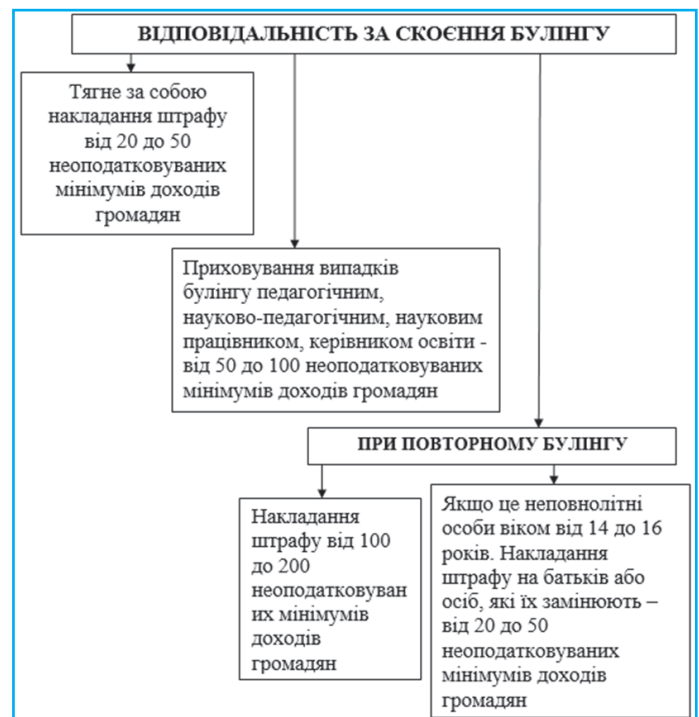 ВІДПОВІДАЛЬНІСТЬ ЗА СКОЄННЯ БУЛІНГУ
Тягне за собою
накладання штрафу
від 20 до 50
неоподатковуваних
мінімумів доходів
громадян
Приховування випадків
булінгу педагогічним,
науково-педагогічним, науковим
працівником, керівником освіти -
від 50 до 100 неоподатковуваних
мінімумів доходів громадян
ПРИ ПОВТОРНОМУ БУЛІНГУ
Накладання
штрафу від 100
до 200
неоподатковуван
их мінімумів
доходів
громадян
Якщо це неповнолітні
особи віком від 14 до 16
років. Накладання
штрафу на батьків або
осіб, які їх замінюють –
від 20 до 50
неоподатковуваних
мінімумів доходів
громадян